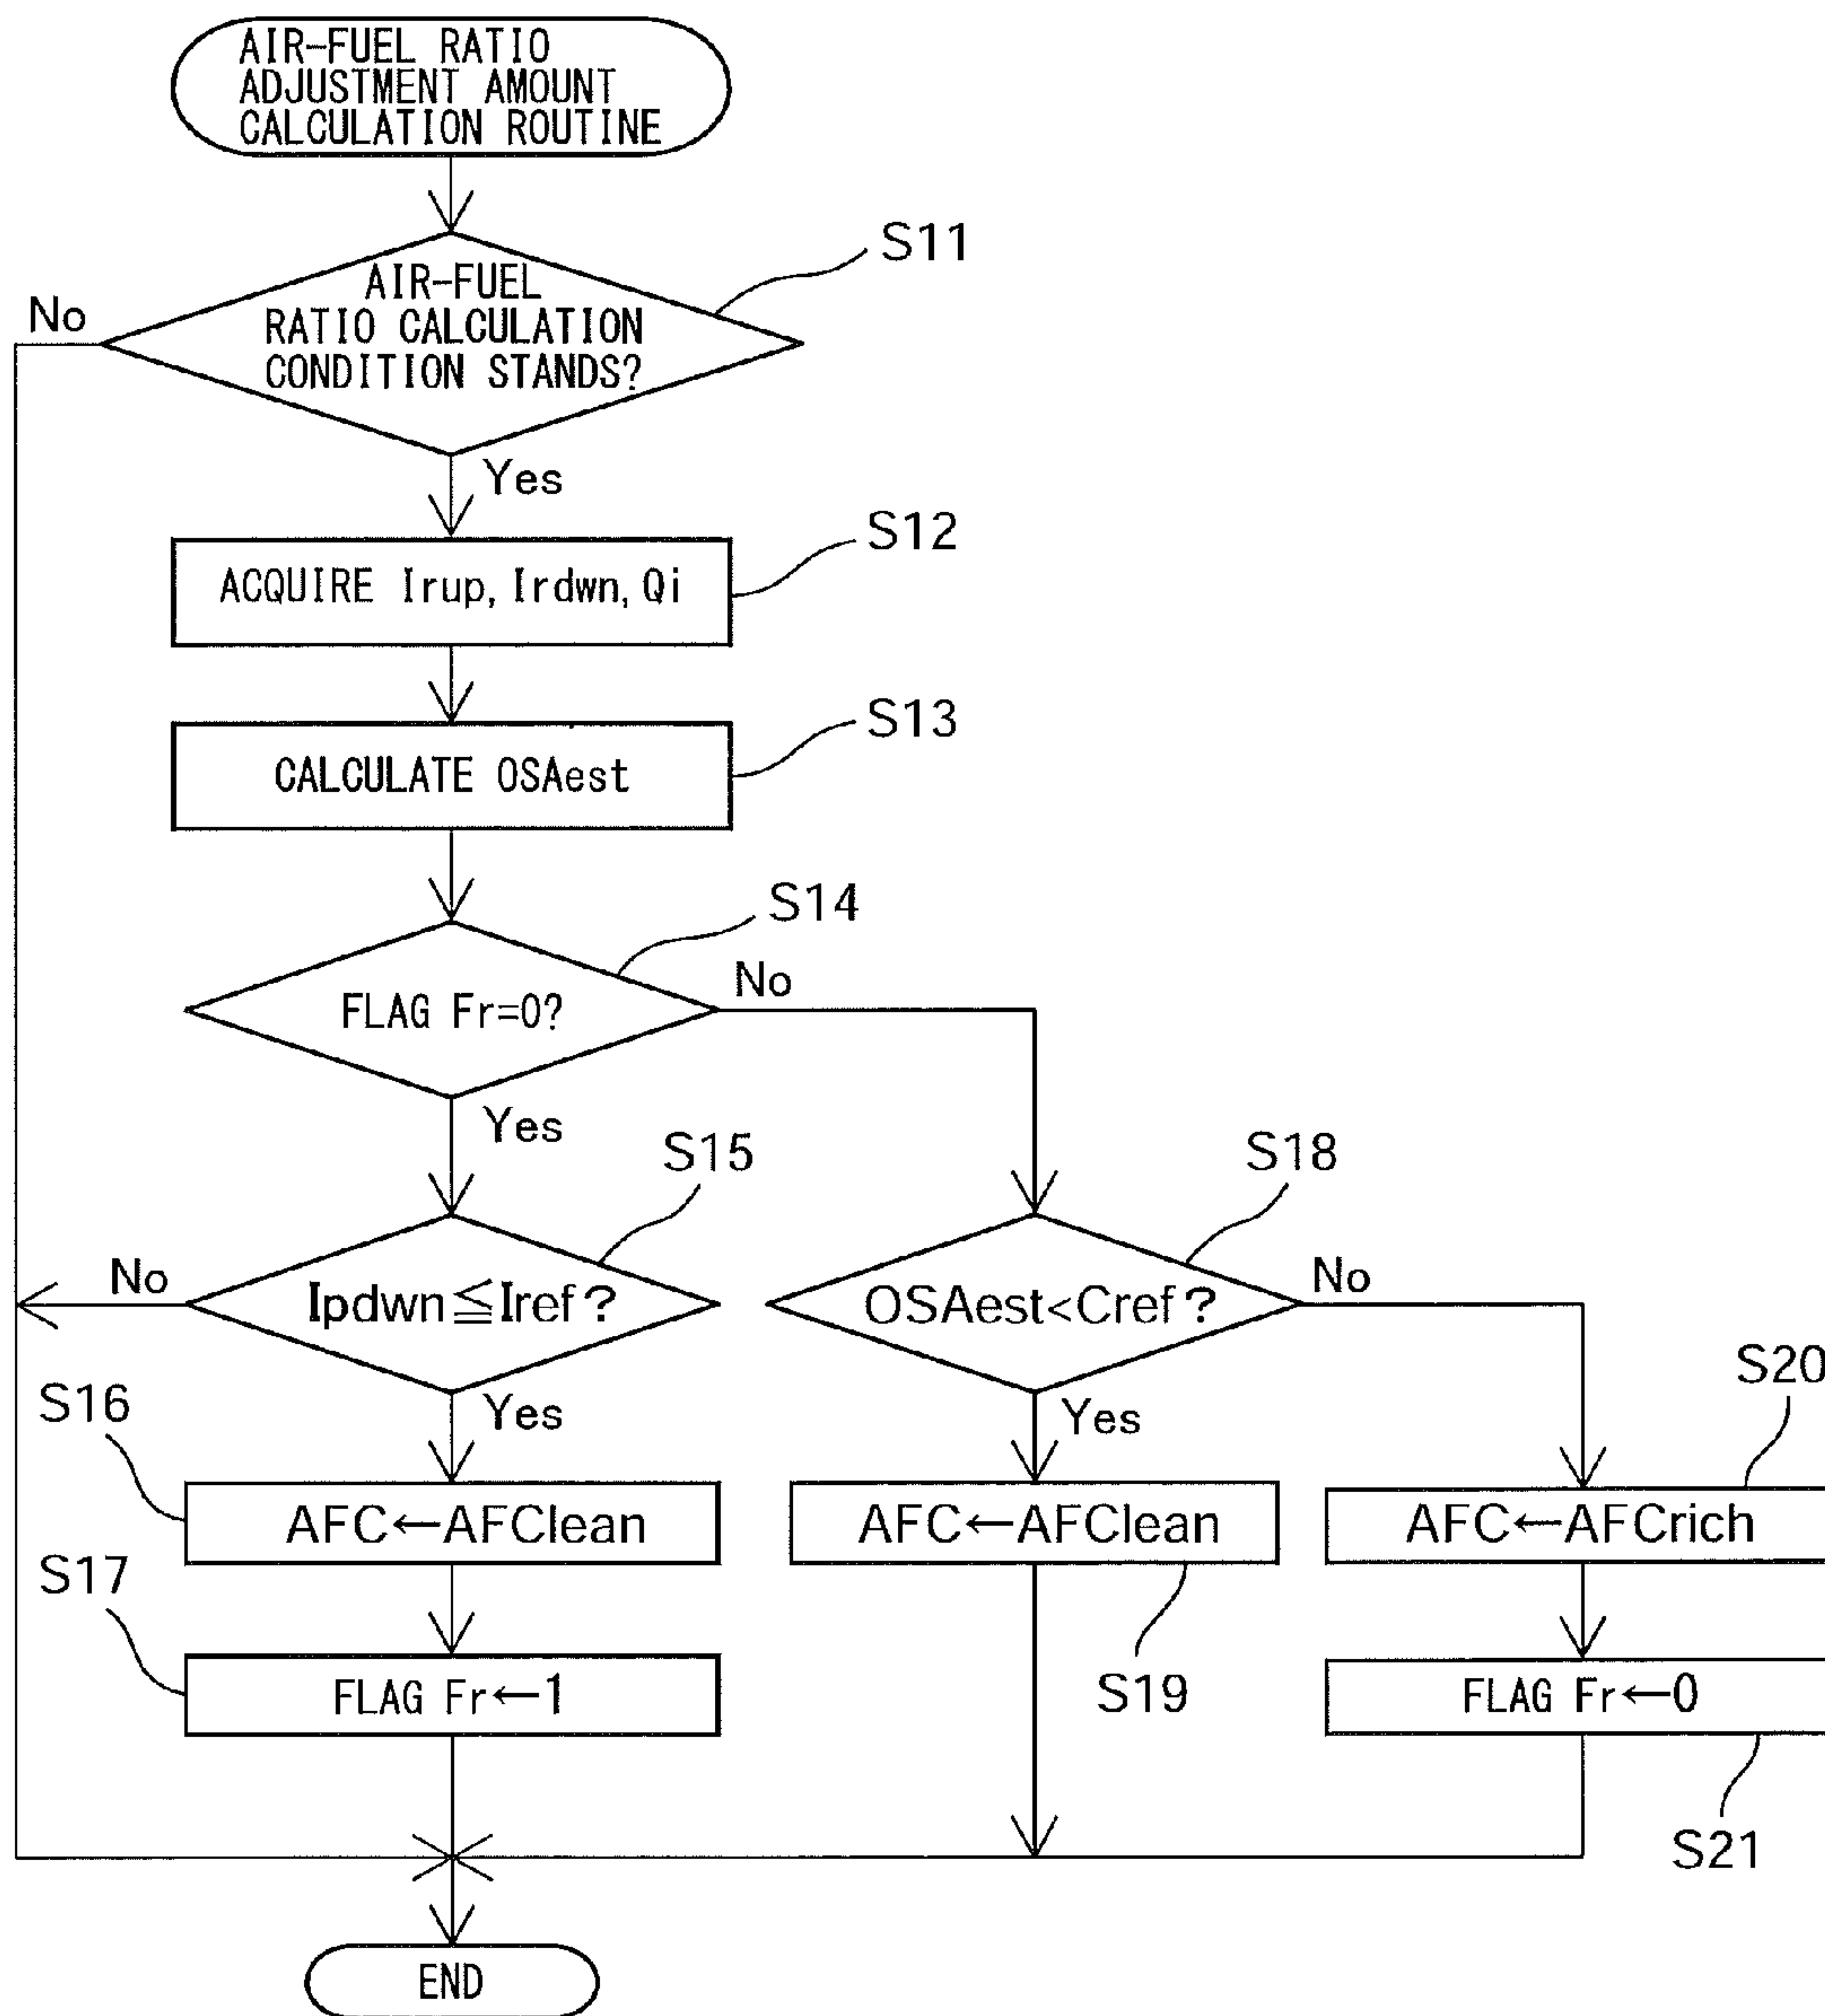 AIR-FUEL RATIO
ADJUSTMENT AMOUNT
CALCULATION ROUTINE
S11
AIR-FUEL
RATIO CALCULATION
CONDITION STANDS?
No
Yes
S12
ACQUIRE Irup, Irdwn, Qi
S13
CALCULATE OSAest
S14
FLAG Fr=0?
No
Yes
S15
S18
Ipdwn≦Iref?
No
Yes
OSAest<Cref?
No
Yes
S16
AFC←AFClean
AFC←AFClean
S20
AFC←AFCrich
S17
FLAG Fr←1
S19
FLAG Fr←0
S21
END